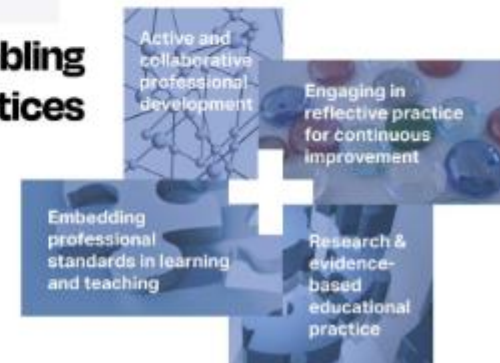 bling
tices
Active and
collaborative
professional
development
Engaging in
reflective practice
for continuous
improvement
Embedding
professional
standards in learning
and teaching
Research &
evidence-
based
educational
practice